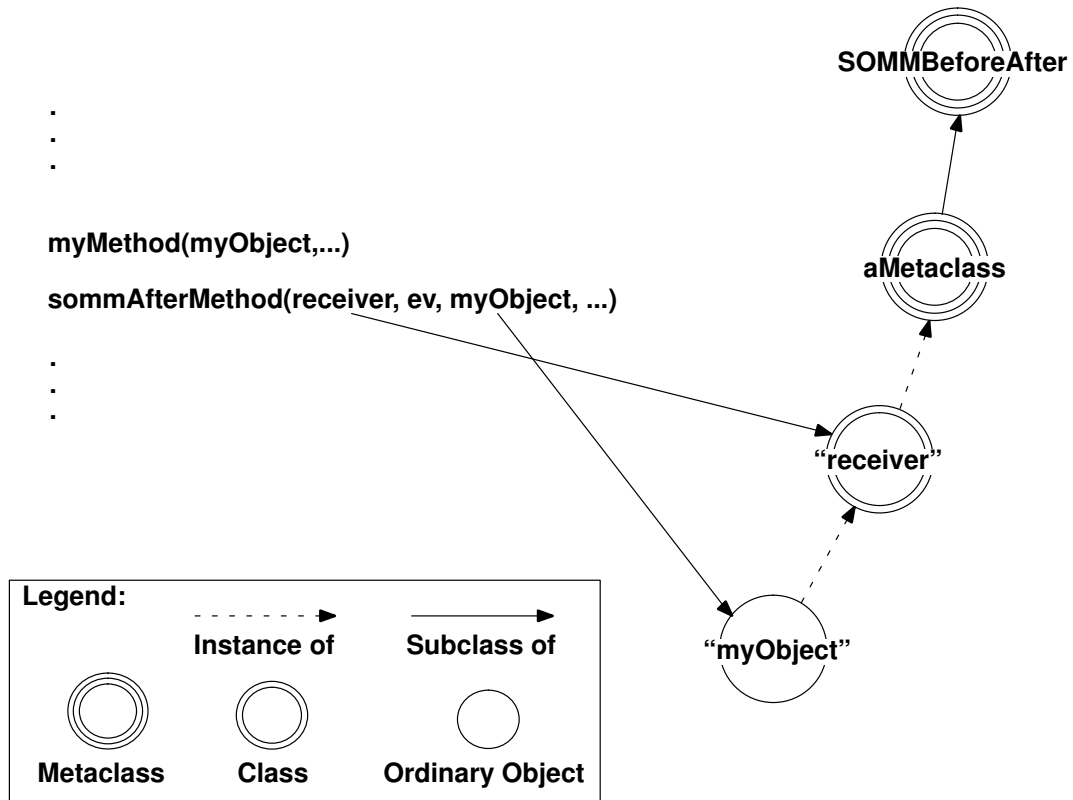 SOMMBeforeAfter
.
.
.
myMethod(myObject,...)
aMetaclass
sommAfterMethod(receiver, ev, myObject, ...)
.
.
.
“receiver”
Legend:
Instance of
Subclass of
“myObject”
Metaclass
Class
Ordinary Object